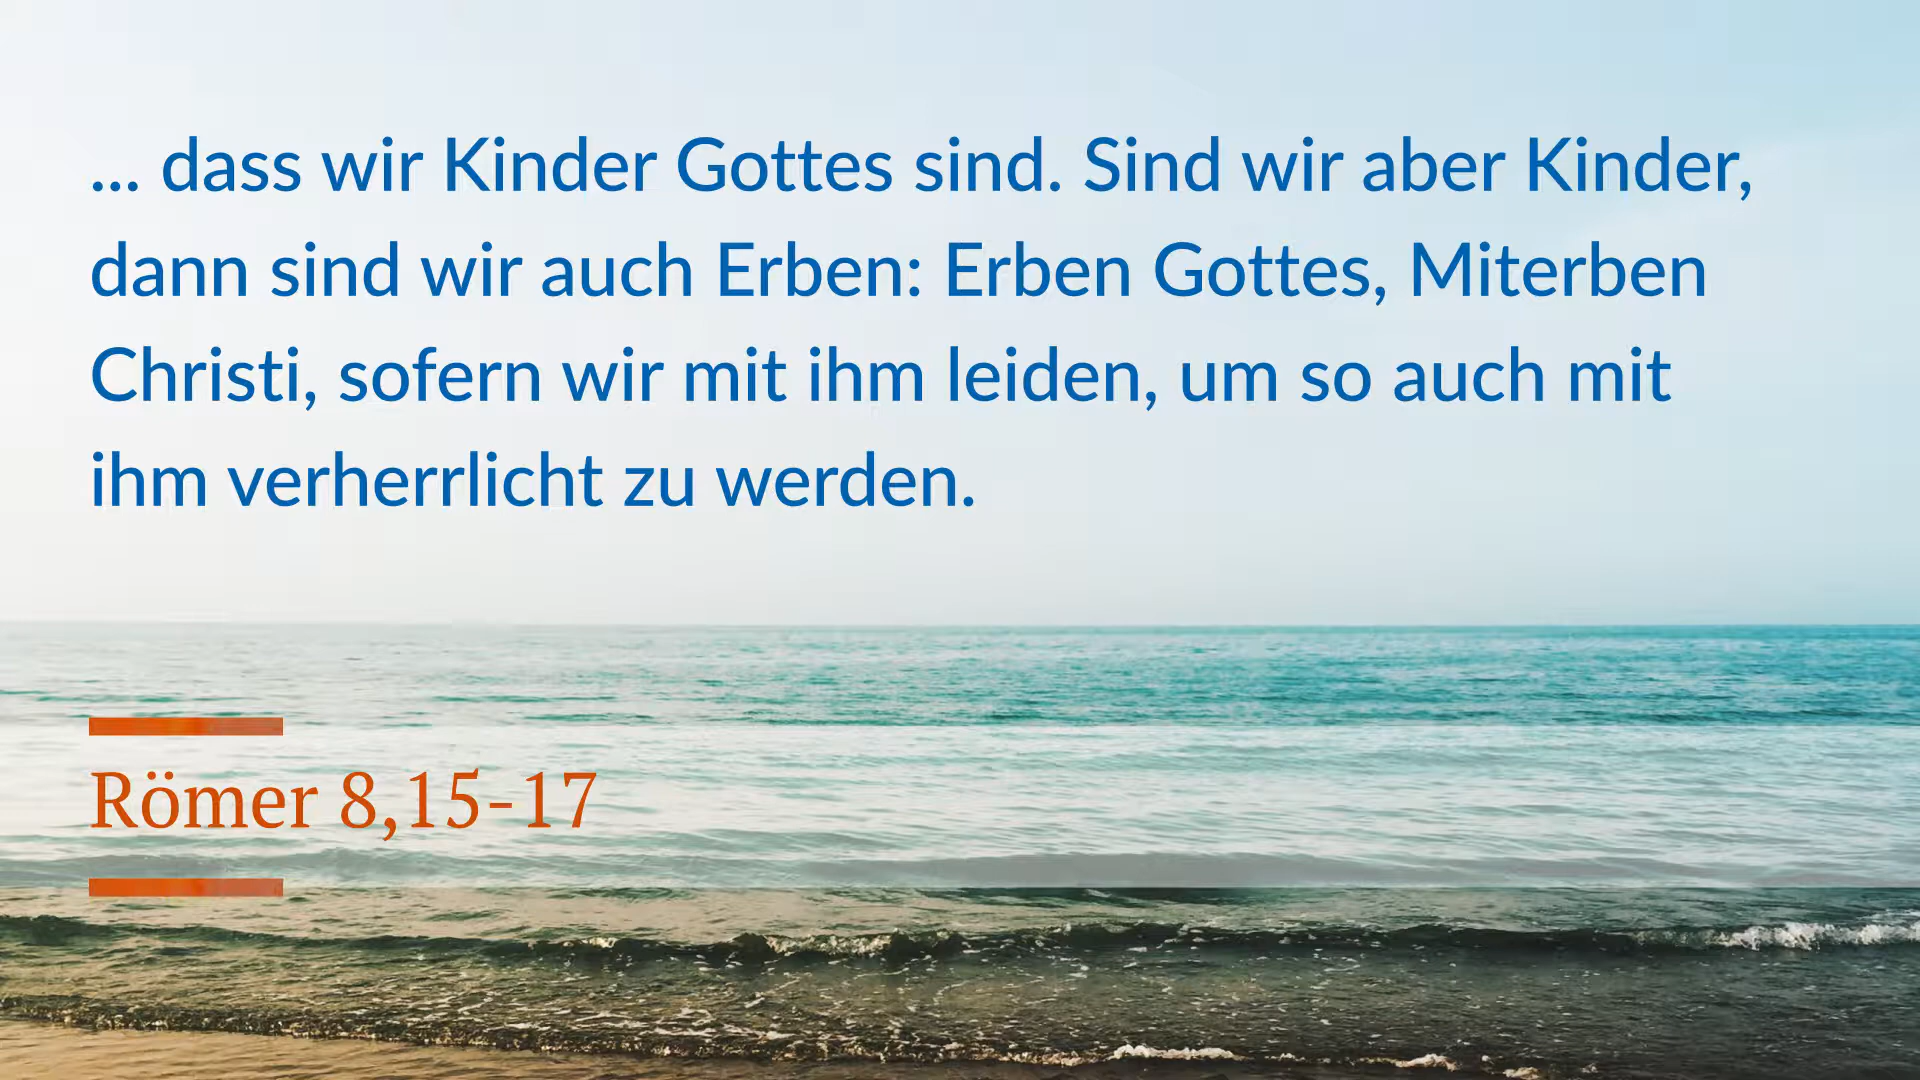 ... dass wir Kinder Gottes sind. Sind wir aber Kinder,
dann sind wir auch Erben: Erben Gottes, Miterben
Christi, sofern wir mit ihm leiden, um so auch mit
ihm verherrlicht zu werden.
Römer 8,15-17